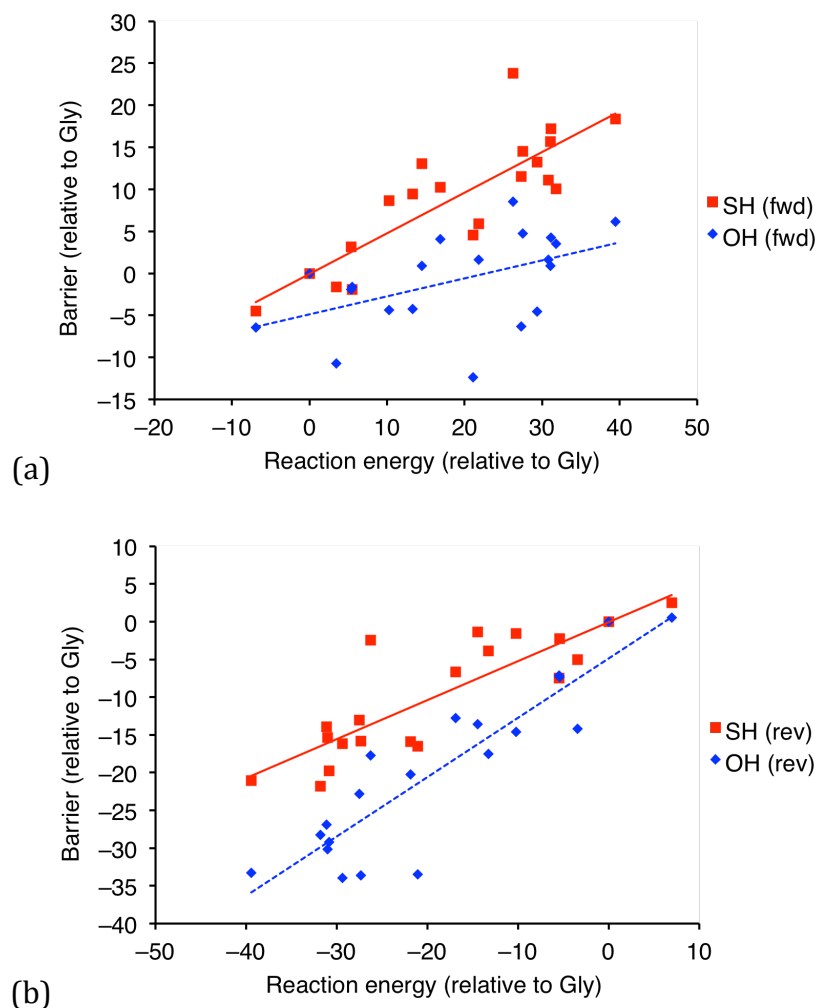 30
25
20
15
10
5
0
–5
–10
–15
–20 –10 0 10 20 30 40 50
Barrier (relative to Gly)
Reaction energy (relative to Gly)
SH (fwd)
OH (fwd)
(a)
10
5
0
–5
–10
–15
–20
–25
–30
–35
–40
–50 –40 –30 –20 –10 0 10
Barrier (relative to Gly)
Reaction energy (relative to Gly)
SH (rev)
OH (rev)
(b)